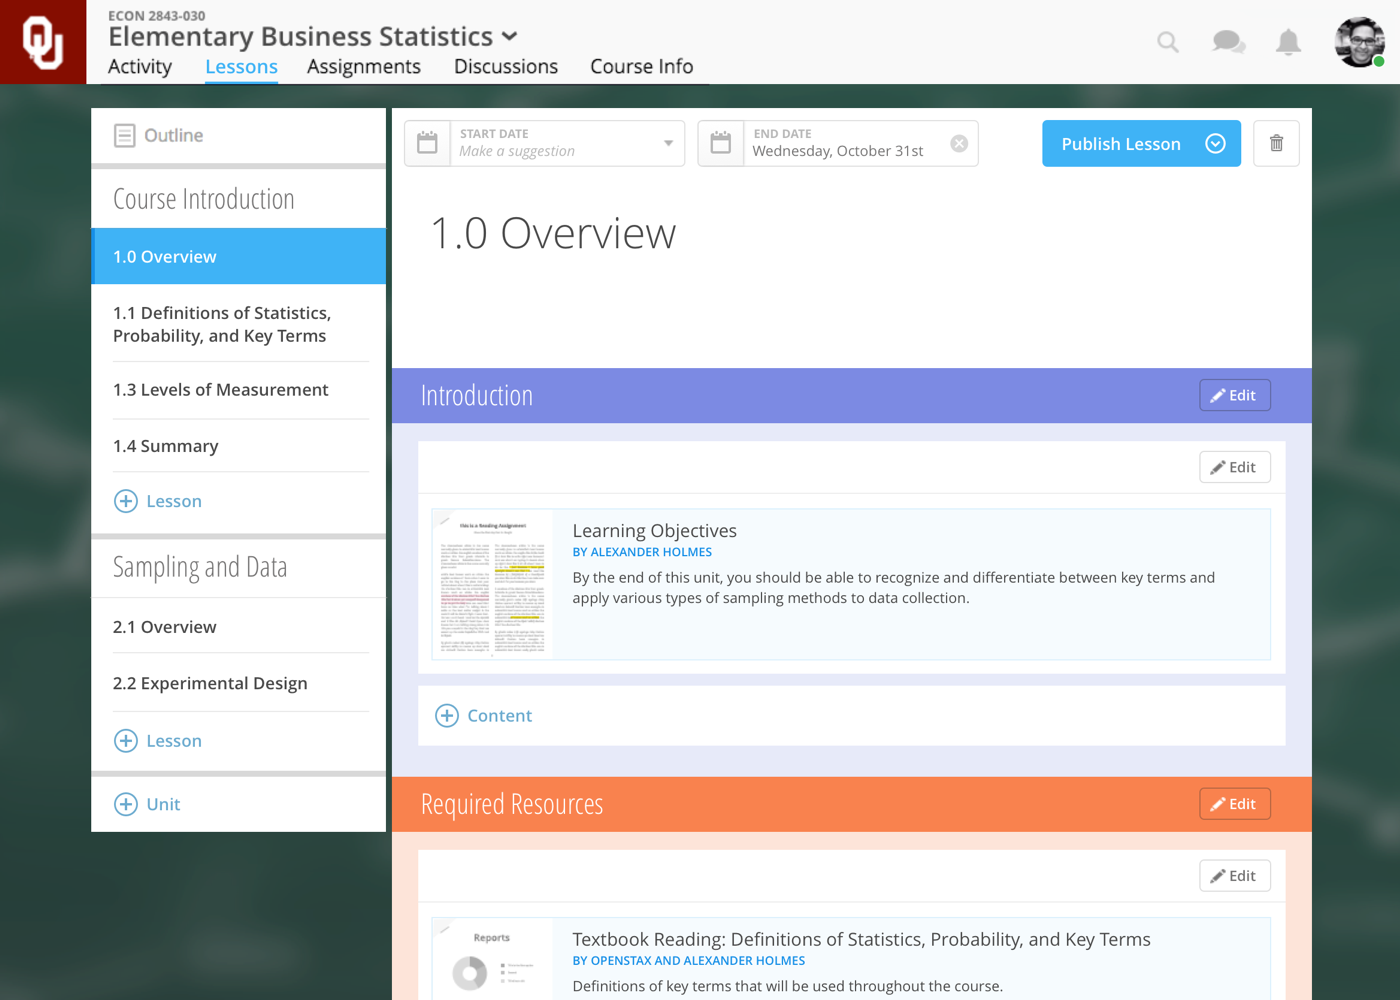 OU
ECON 2843-030
Elementary Business Statistics
Activity
Lessons
Assignments
Discussions
Course Info
Outline
Course Introduction
1.0 Overview
1.1 Definitions of Statistics,
Probability, and Key Terms
1.3 Levels of Measurement
1.4 Summary
Lesson
Sampling and Data
2.1 Overview
2.2 Experimental Design
Lesson
Unit
START DATE
Make a suggestion
END DATE
Wednesday, October 31st
Publish Lesson
1.0 Overview
Introduction
Edit
Edit
This is a Reading Assignment
Learning Objectives
BY ALEXANDER HOLMES
By the end of this unit, you should be able to recognize and differentiate between key terms and
apply various types of sampling methods to data collection.
Content
Required Resources
Edit
Edit
Reports
Textbook Reading: Definitions of Statistics, Probability, and Key Terms
BY OPENSTAX AND ALEXANDER HOLMES
Definitions of key terms that will be used throughout the course.